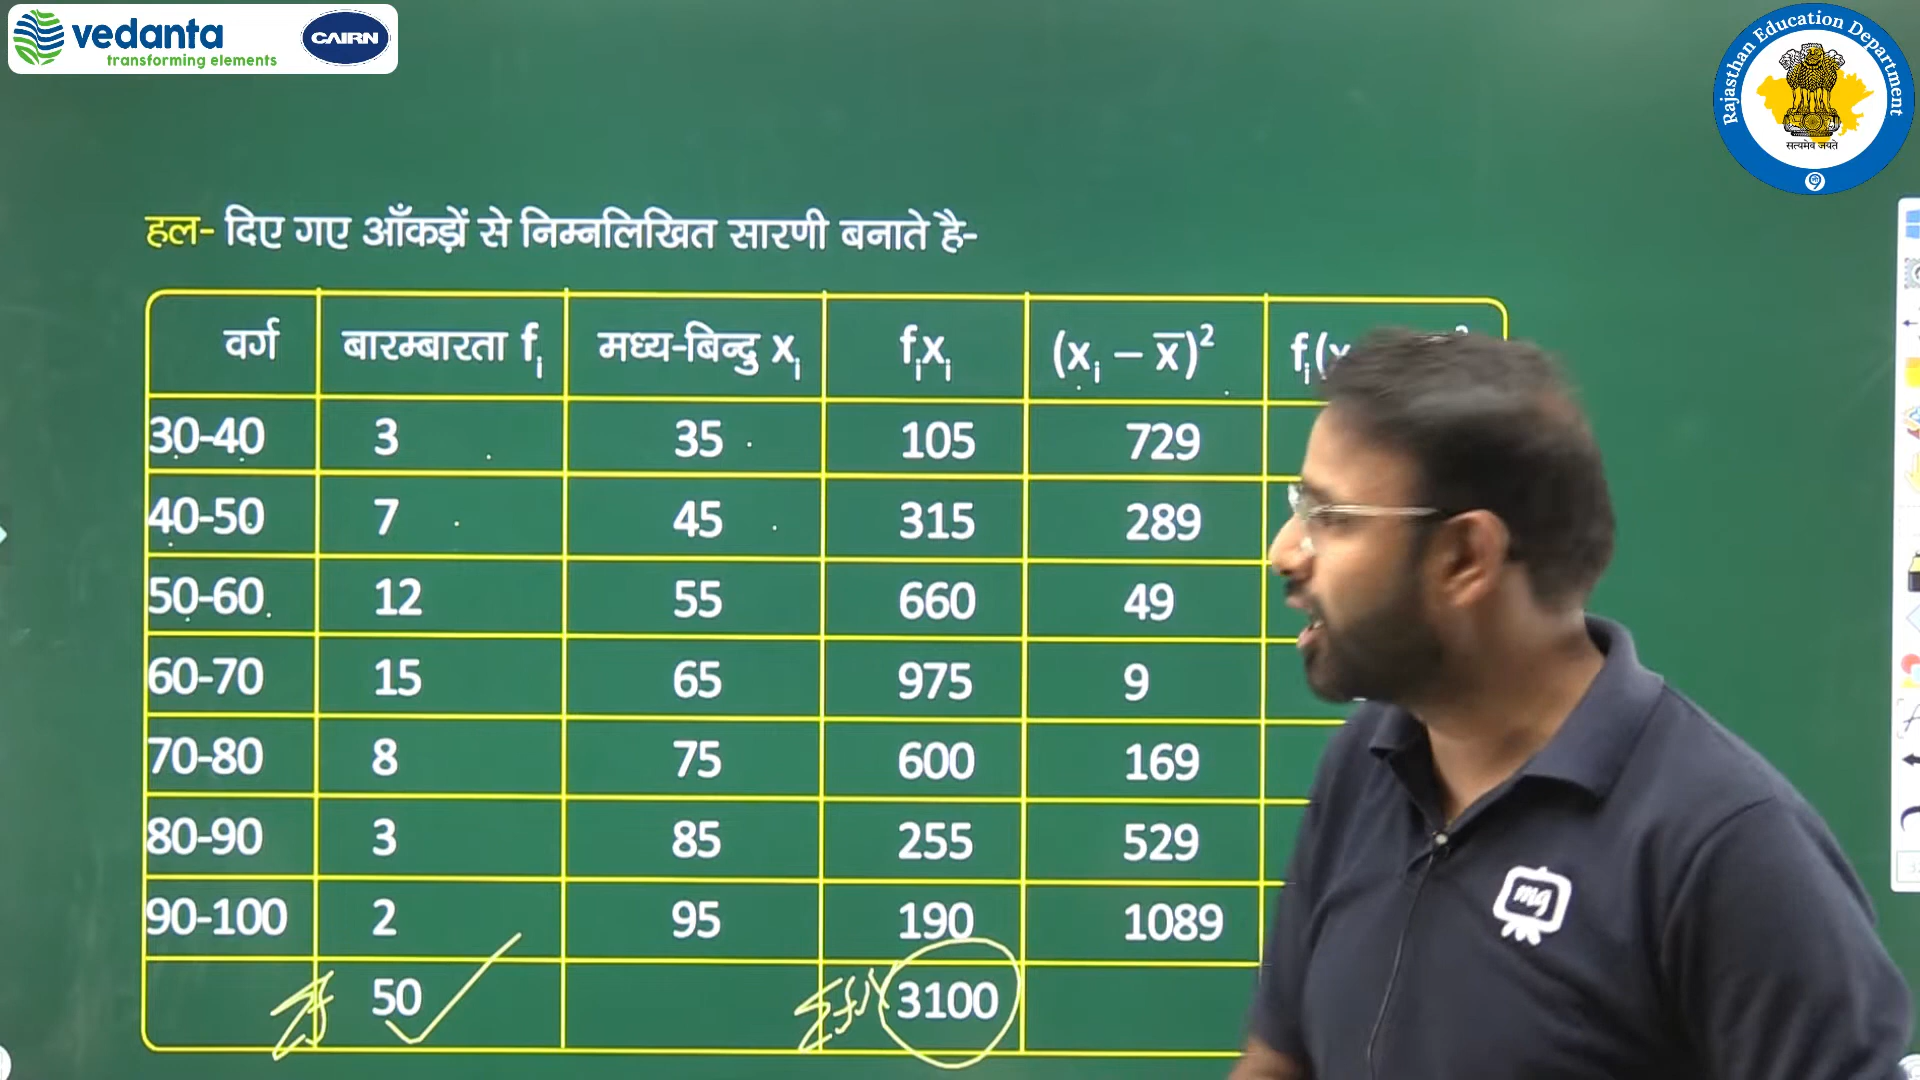 vedanta
transforming elements
CAIRN
Rajasthan Education Department
सत्यमेव जयते
हल- दिए गए आँकड़ों से निम्नलिखित सारणी बनाते है-
वर्ग बारम्बारता fᵢ मध्य-बिन्दु xᵢ fᵢxᵢ (xᵢ – x̅)² fᵢ(x
30-40 3 35 105 729
40-50 7 45 315 289
50-60 12 55 660 49
60-70 15 65 975 9
70-80 8 75 600 169
80-90 3 85 255 529
90-100 2 95 190 1089
Σf 50 Σfx 3100
mg